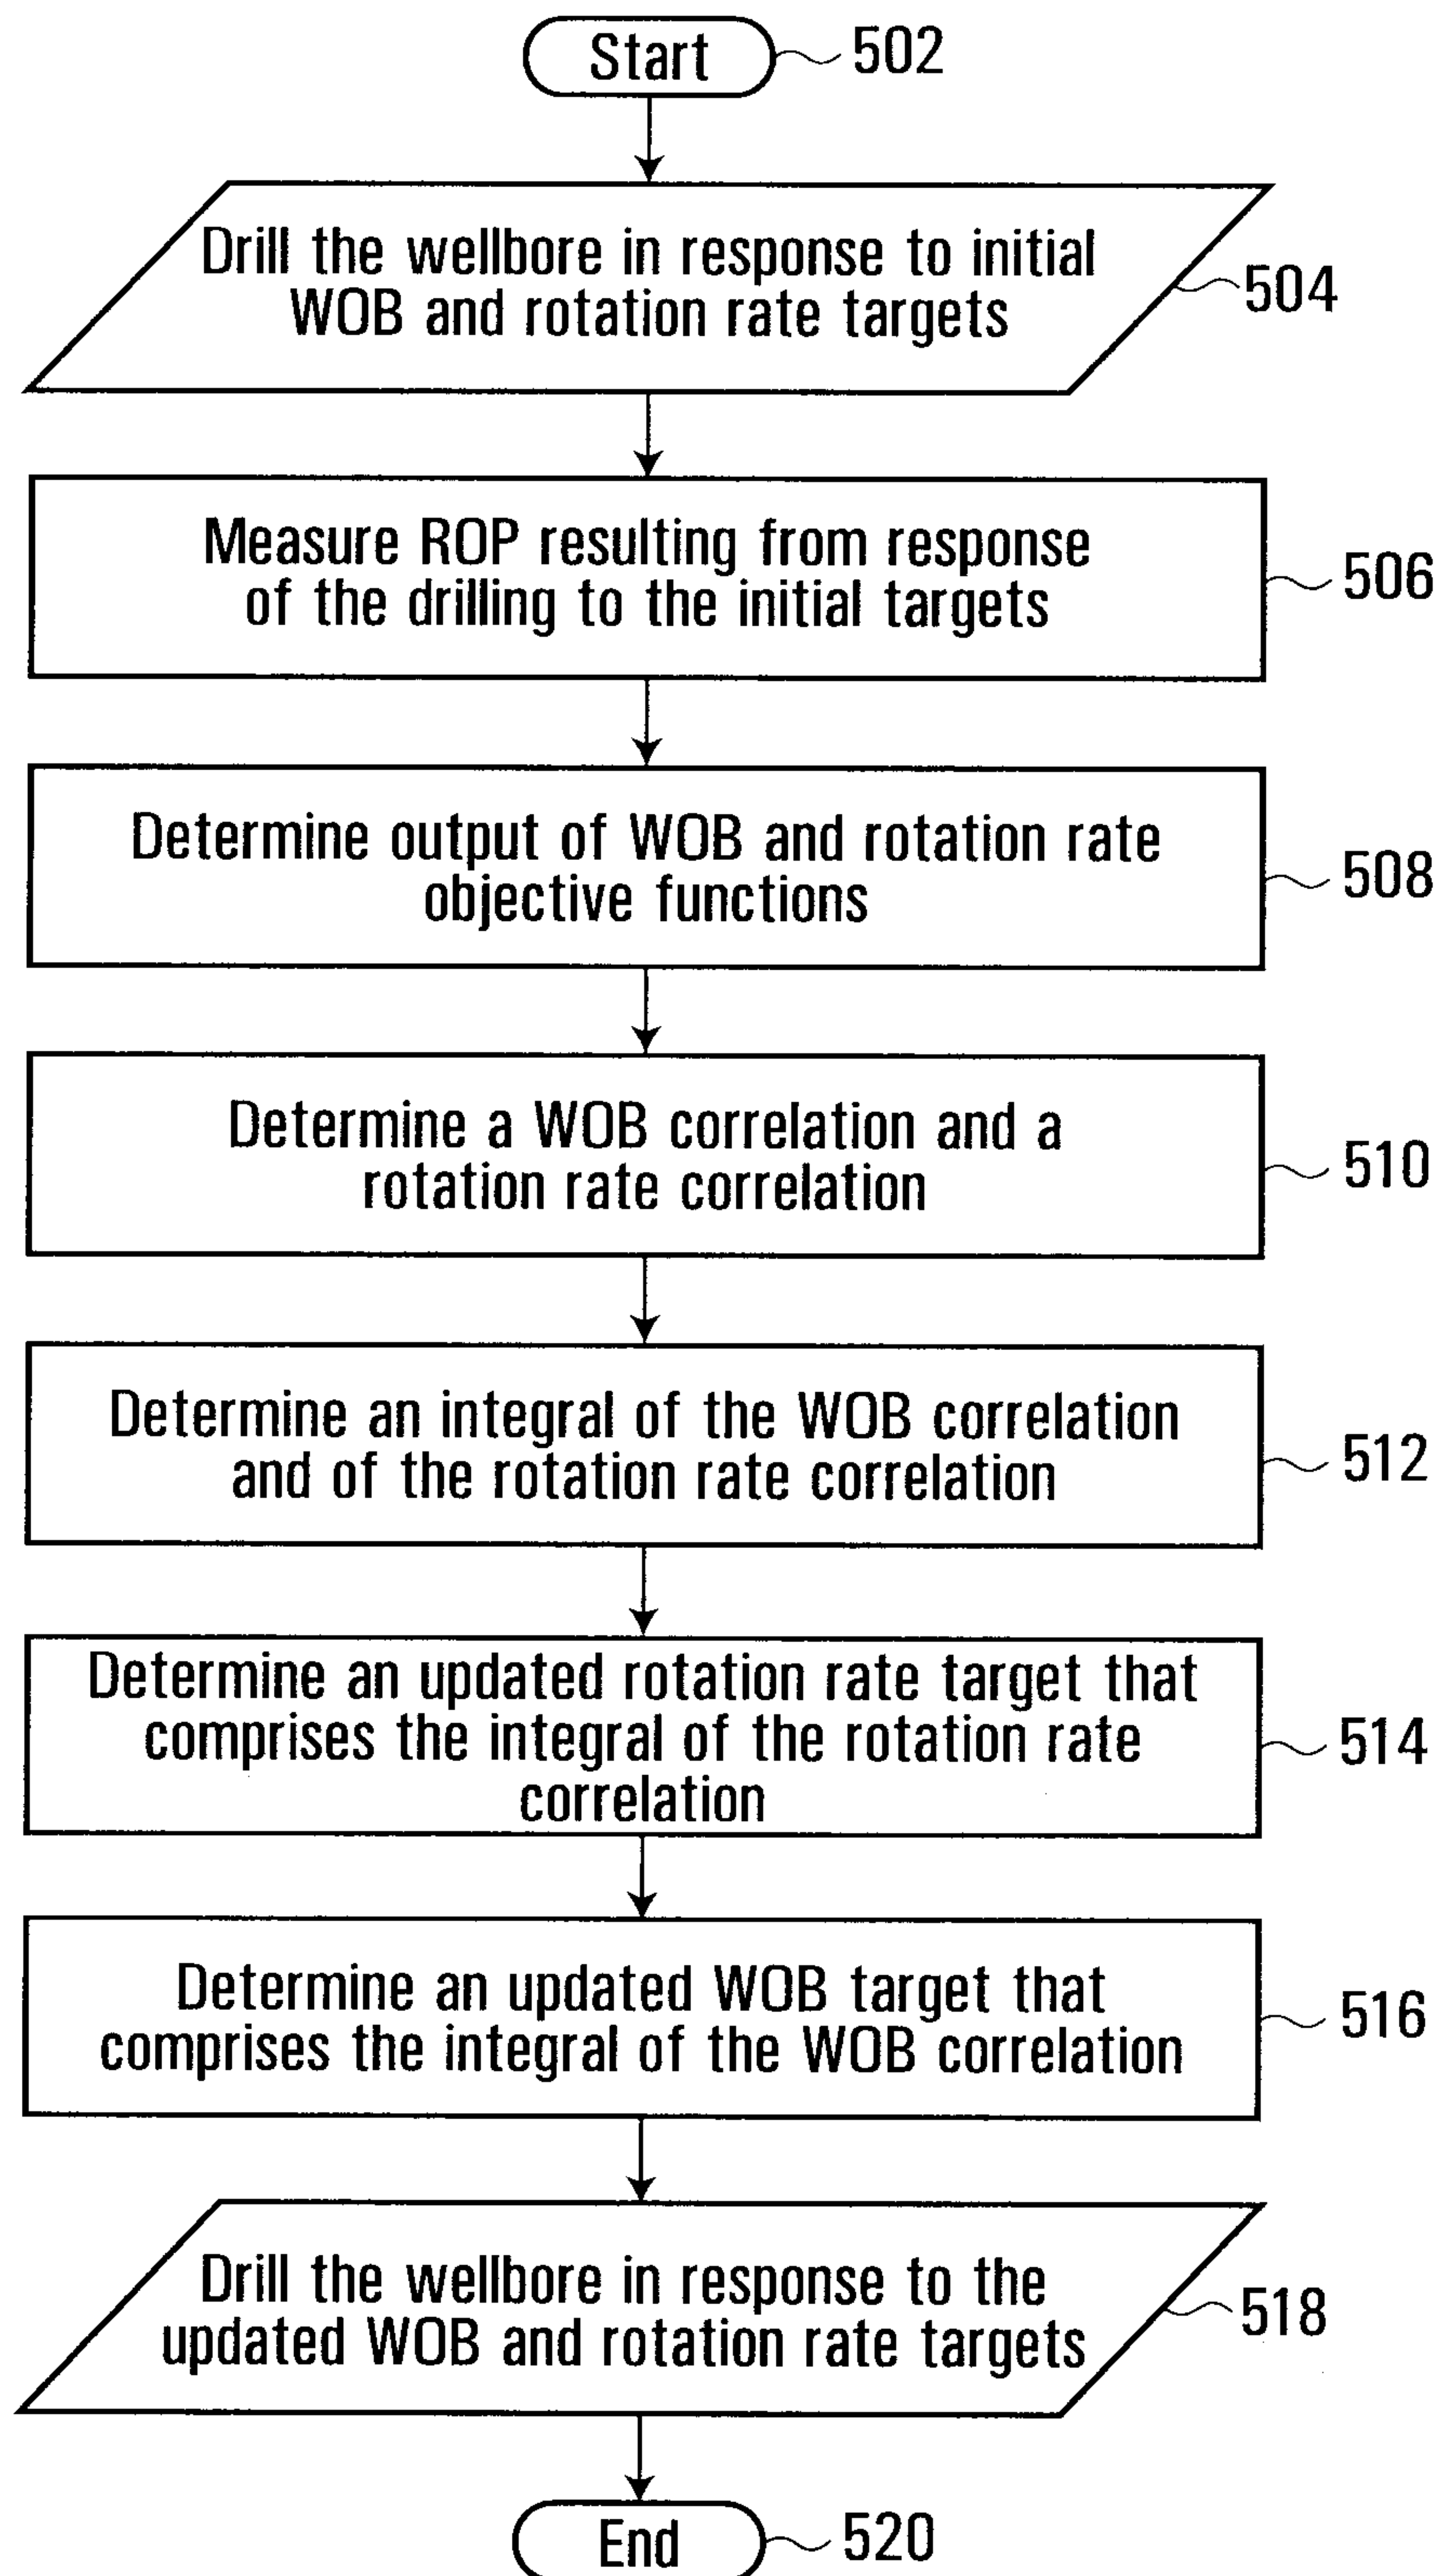 Start
502
Drill the wellbore in response to initial
WOB and rotation rate targets
504
Measure ROP resulting from response
of the drilling to the initial targets
506
Determine output of WOB and rotation rate
objective functions
508
Determine a WOB correlation and a
rotation rate correlation
510
Determine an integral of the WOB correlation
and of the rotation rate correlation
512
Determine an updated rotation rate target that
comprises the integral of the rotation rate
correlation
514
Determine an updated WOB target that
comprises the integral of the WOB correlation
516
Drill the wellbore in response to the
updated WOB and rotation rate targets
518
End
520